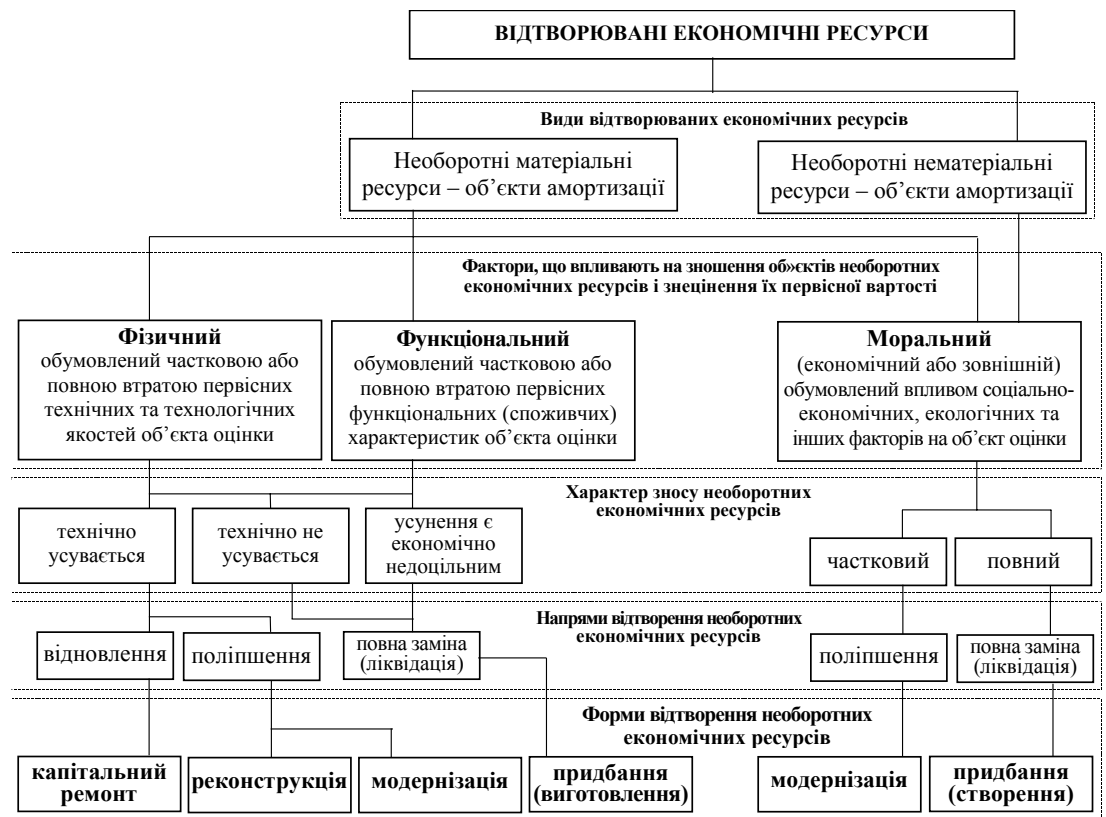 ВІДТВОРЮВАНІ ЕКОНОМІЧНІ РЕСУРСИ
Види відтворюваних економічних ресурсів
Необоротні матеріальні
ресурси – об’єкти амортизації
Необоротні нематеріальні
ресурси – об’єкти амортизації
Фактори, що впливають на зношення об»єктів необоротних
економічних ресурсів і знецінення їх первісної вартості
Фізичний
обумовлений частковою або
повною втратою первісних
технічних та технологічних
якостей об’єкта оцінки
Функціональний
обумовлений частковою або
повною втратою первісних
функціональних (споживчих)
характеристик об’єкта оцінки
Моральний
(економічний або зовнішній)
обумовлений впливом соціально-
економічних, екологічних та
інших факторів на об’єкт оцінки
Характер зносу необоротних
економічних ресурсів
технічно
усувається
технічно не
усувається
усунення є
економічно
недоцільним
частковий
повний
Напрями відтворення необоротних
економічних ресурсів
відновлення
поліпшення
повна заміна
(ліквідація)
поліпшення
повна заміна
(ліквідація)
Форми відтворення необоротних
економічних ресурсів
капітальний
ремонт
реконструкція
модернізація
придбання
(виготовлення)
модернізація
придбання
(створення)